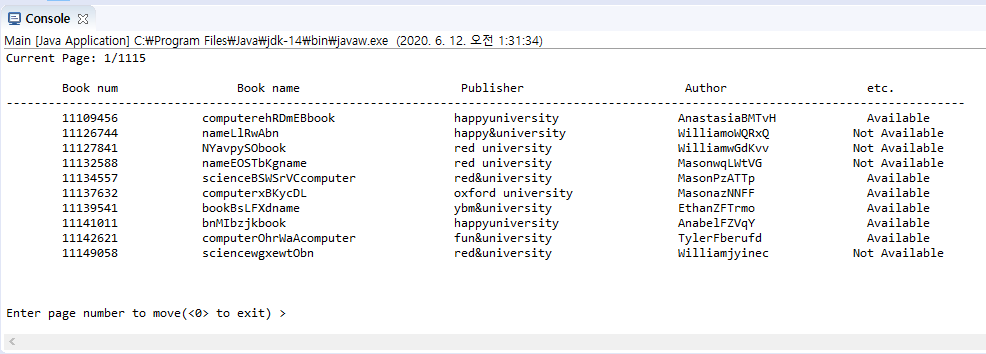 Console
Main [Java Application] C:₩Program Files₩Java₩jdk-14₩bin₩javaw.exe (2020. 6. 12. 오전 1:31:34)
Current Page: 1/1115
Book num Book name Publisher Author etc.
-----------------------------------------------------------------------------------------------------------------------------------------
11109456 computerehRDmEBbook happyuniversity AnastasiaBMTvH Available
11126744 nameLlRwAbn happy&university WilliamoWQRxQ Not Available
11127841 NYavpySObook red university WilliamwGdKvv Not Available
11132588 nameEOSTbKgname red university MasonwqLWtVG Not Available
11134557 scienceBSWSrVCcomputer red&university MasonPzATTp Available
11137632 computerxBKycDL oxford university MasonazNNFF Available
11139541 bookBsLFXdname ybm&university EthanZFTrmo Available
11141011 bnMIbzjkbook happyuniversity AnabelFZVqY Available
11142621 computerOhrWaAcomputer fun&university TylerFberufd Available
11149058 sciencewgxewtObn red&university Williamjyinec Not Available
Enter page number to move(<0> to exit) >